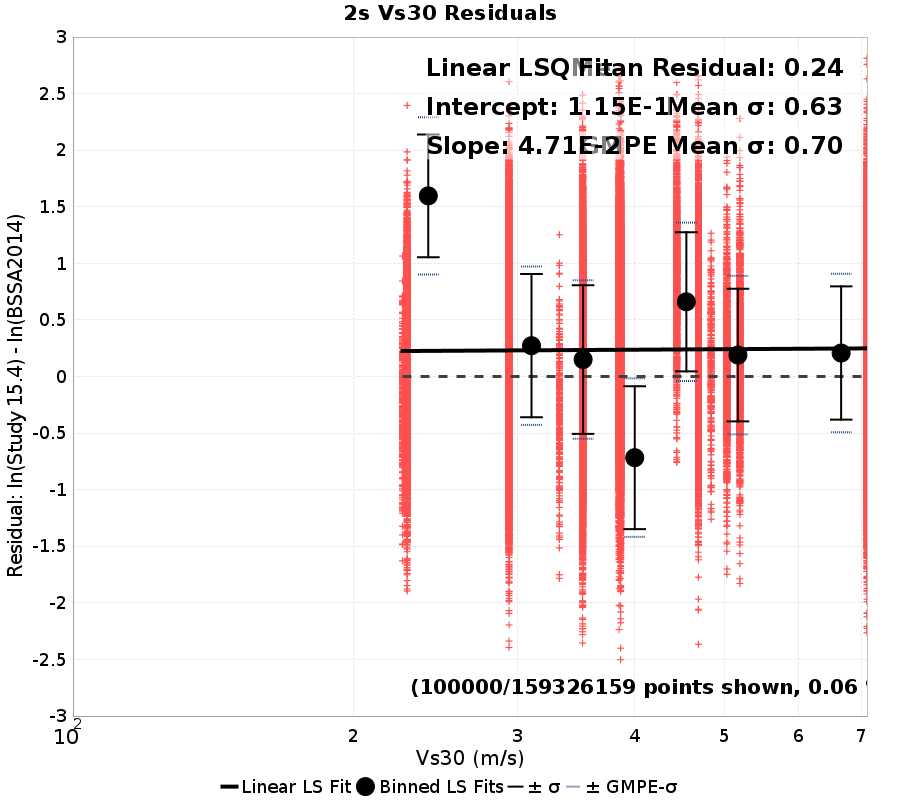 2s Vs30 Residuals
Linear LSQ Fit
Mean Residual: 0.24
Intercept: 1.15E-1
Mean σ: 0.63
Slope: 4.71E-2
GMPE Mean σ: 0.70
3
2.5
2
1.5
1
0.5
0
-0.5
-1
-1.5
-2
-2.5
-3
Residual: ln(Study 15.4) - ln(BSSA2014)
(100000/159326159 points shown, 0.06
10²
2
3
4
5
6
7
Vs30 (m/s)
Linear LS Fit Binned LS Fits ± σ ± GMPE-σ